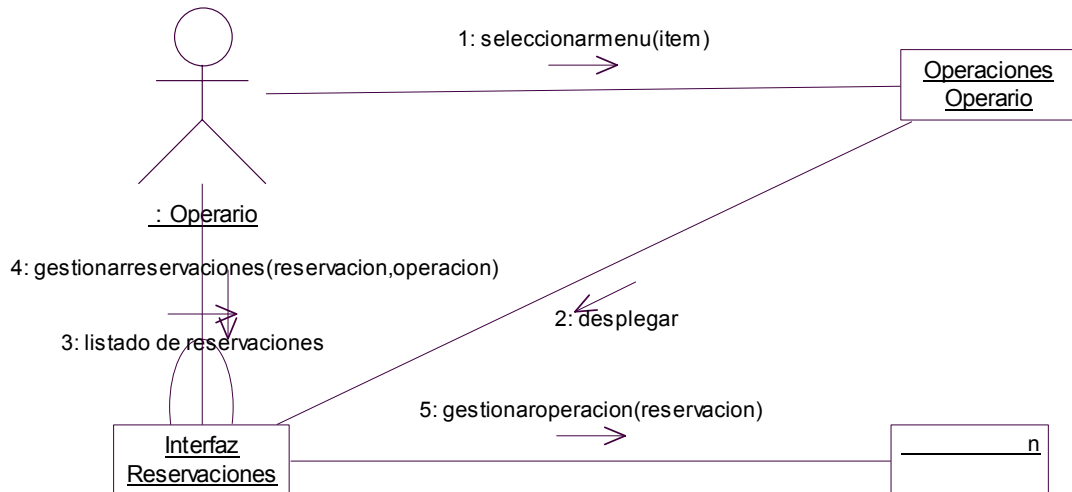 1: seleccionarmenu(item)
Operaciones
Operario
: Operario
4: gestionarreservaciones(reservacion,operacion)
2: desplegar
3: listado de reservaciones
5: gestionaroperacion(reservacion)
Interfaz
Reservaciones
n